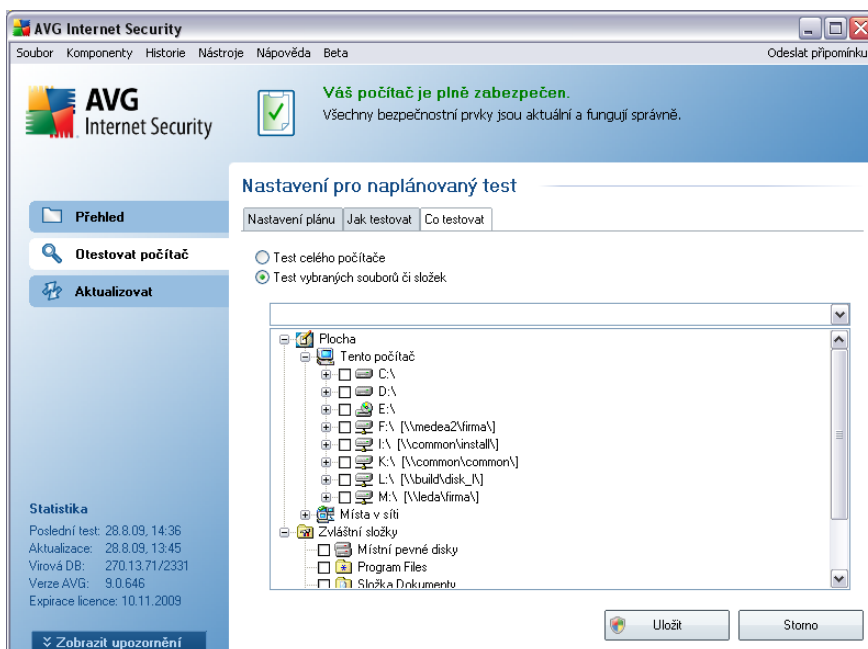 AVG Internet Security
Soubor Komponenty Historie Nástroje Nápověda Beta Odeslat připomínku
AVG
Internet Security
Váš počítač je plně zabezpečen.
Všechny bezpečnostní prvky jsou aktuální a fungují správně.
Nastavení pro naplánovaný test
Přehled
Otestovat počítač
Aktualizovat
Nastavení plánu Jak testovat Co testovat
Test celého počítače
Test vybraných souborů či složek
Plocha
Tento počítač
C:\
D:\
E:\
F:\ [\\medea2\firma\]
I:\ [\\common\install\]
K:\ [\\common\common\]
L:\ [\\build\disk_l\]
M:\ [\\leda\firma\]
Místa v síti
Zvláštní složky
Místní pevné disky
Program Files
Složka Dokumenty
Statistika
Poslední test: 28.8.09, 14:36
Aktualizace: 28.8.09, 13:45
Virová DB: 270.13.71/2331
Verze AVG: 9.0.646
Expirace licence: 10.11.2009
Zobrazit upozornění
Uložit Storno